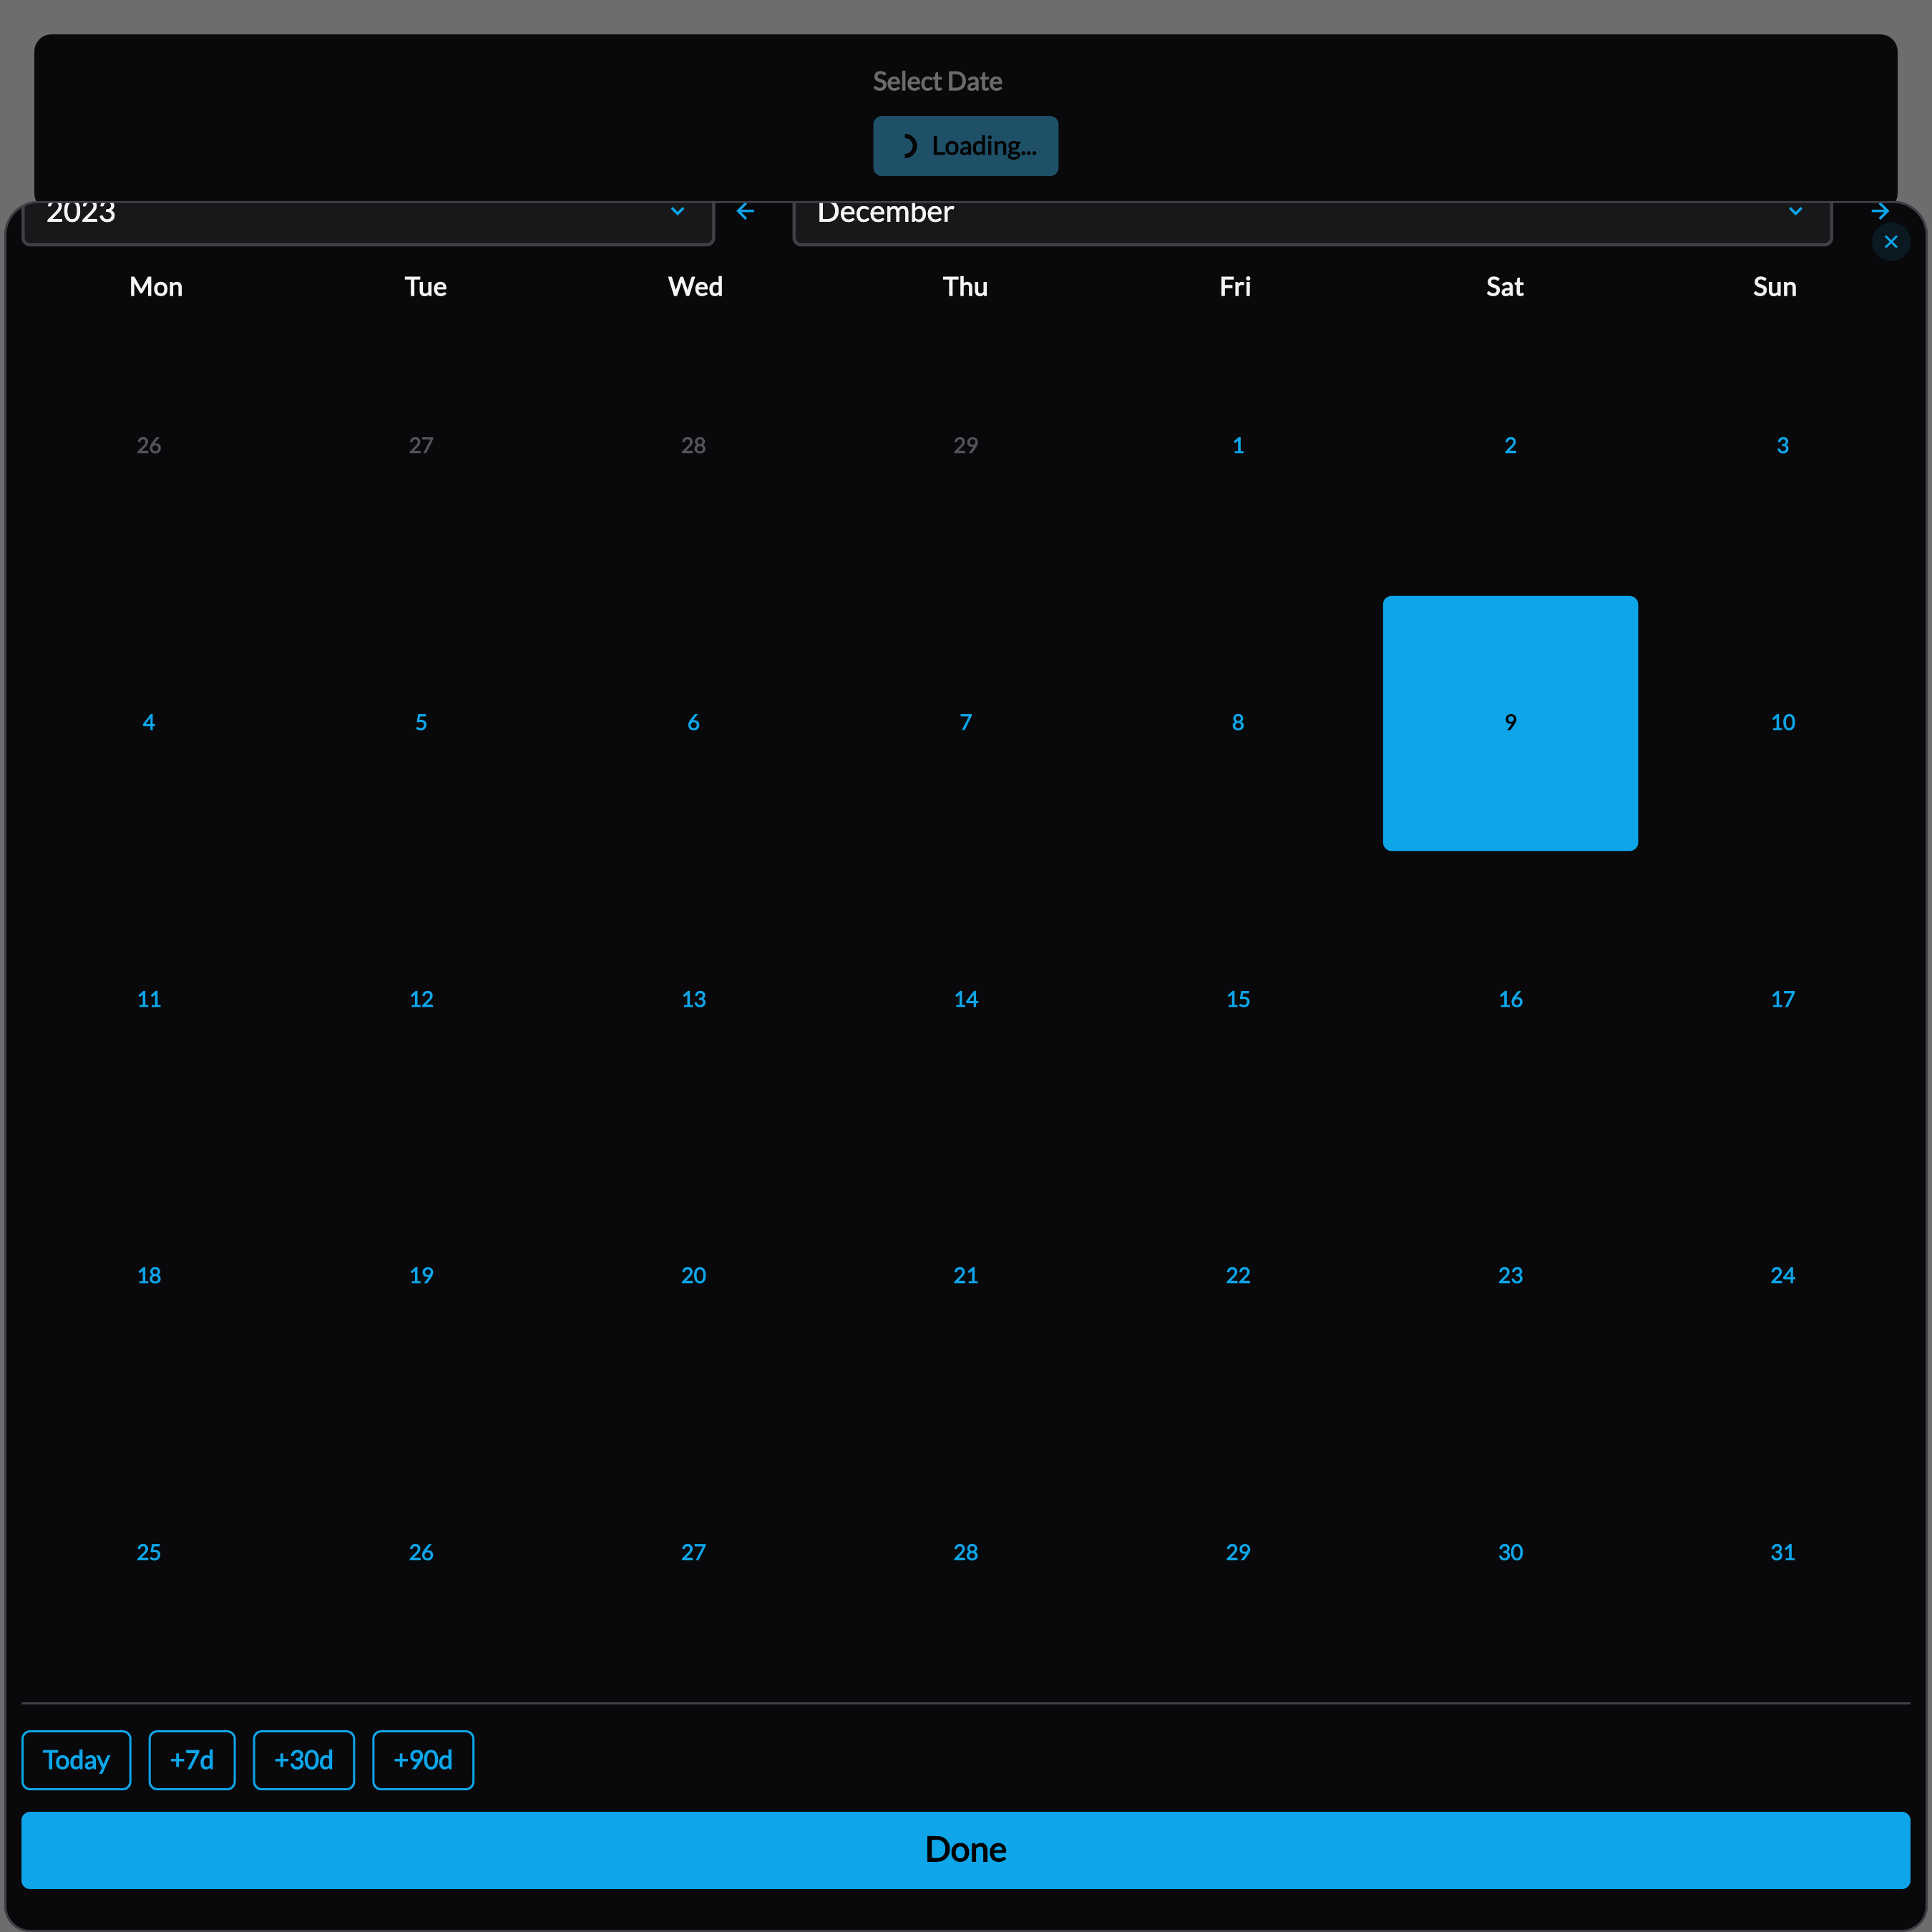 Select Date
Loading...
2023 December
Mon Tue Wed Thu Fri Sat Sun
26 27 28 29 1 2 3
4 5 6 7 8 9 10
11 12 13 14 15 16 17
18 19 20 21 22 23 24
25 26 27 28 29 30 31
Today +7d +30d +90d
Done